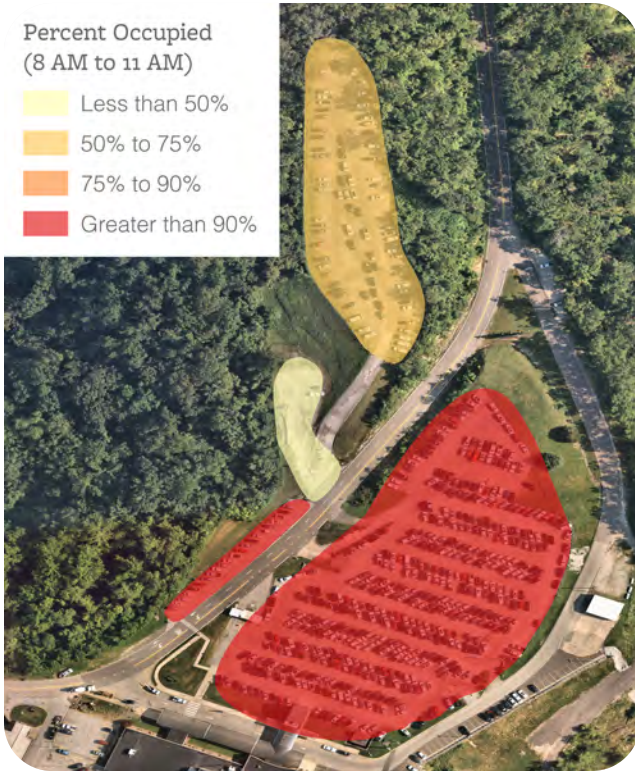 Percent Occupied
(8 AM to 11 AM)
Less than 50%
50% to 75%
75% to 90%
Greater than 90%